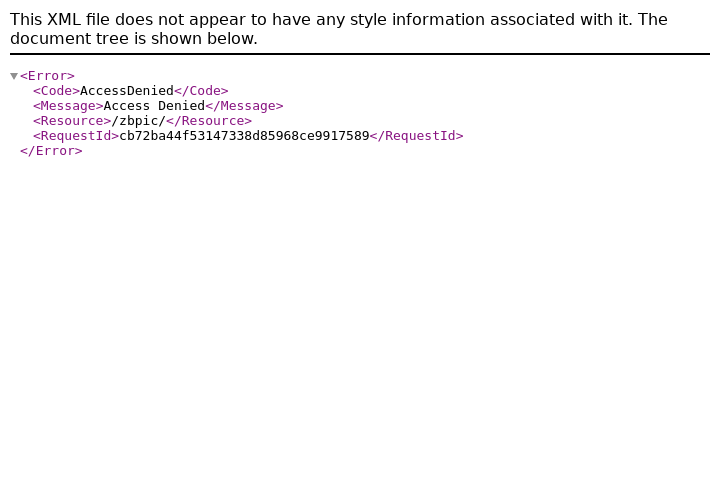 This XML file does not appear to have any style information associated with it. The
document tree is shown below.
<Error>
<Code>AccessDenied</Code>
<Message>Access Denied</Message>
<Resource>/zbpic/</Resource>
<RequestId>cb72ba44f53147338d85968ce9917589</RequestId>
</Error>